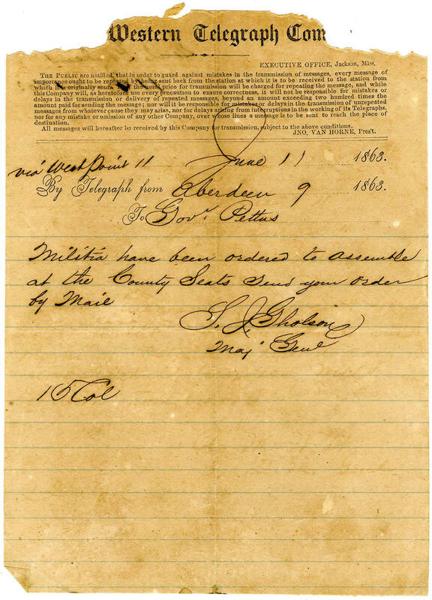 Western Telegraph Com
EXECUTIVE OFFICE, Jackson, Miss.
THE PUBLIC are notified, that in order to guard against mistakes in the transmission of messages, every message of
importance ought to be repeated by being sent back from the station at which it is to be received to the station from
which it is originally sent. the price for transmission will be charged for repeating the message, and while
this Company will, as heretofore use every precaution to ensure correctness, it will not be responsible for mistakes or
delays in the transmission or delivery of repeated messages, beyond an amount exceeding two hundred times the
amount paid for sending the message; nor will it be responsible for mistakes or delays in the transmission of unrepeated
messages from whatever cause they may arise, nor for delays arising from interruptions in the working of its Telegraphs,
nor for any mistake or omission of any other Company, over whose lines a message is to be sent to reach the place of
destination.
All messages will hereafter be received by this Company for transmission, subject to the above conditions.
JNO. VAN HORNE, Pres't.
via West Point 11 June 11 1863.
By Telegraph from Aberdeen 9 1863.
To Govr. Pettus
Militia have been ordered to assemble
at the County Seats Send your order
by Mail
S. J. Gholson
Maj Genl
15 Col